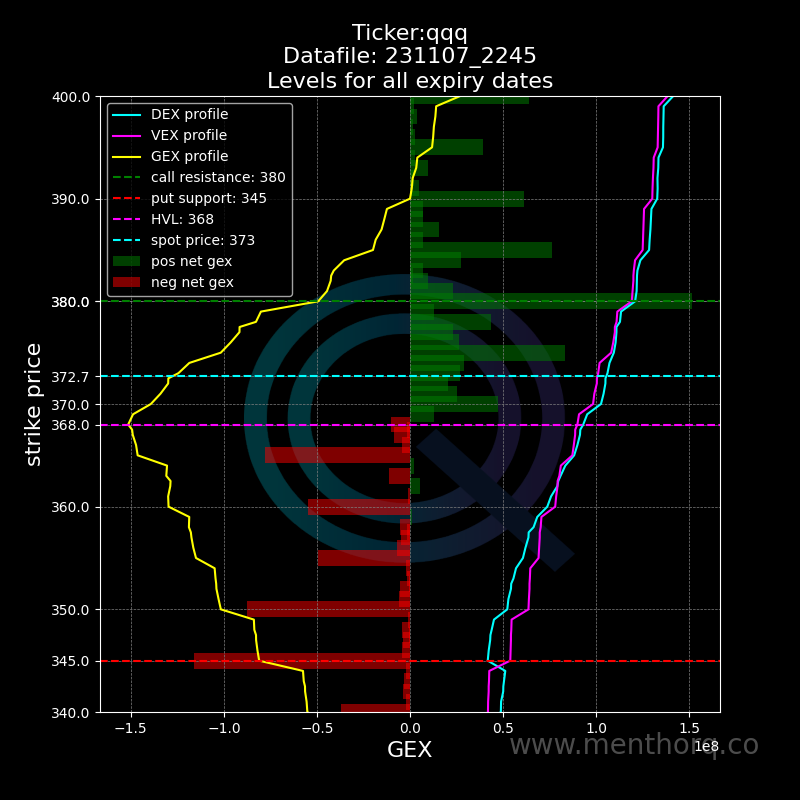 Ticker:qqq
Datafile: 231107_2245
Levels for all expiry dates
DEX profile
VEX profile
GEX profile
call resistance: 380
put support: 345
HVL: 368
spot price: 373
pos net gex
neg net gex
strike price
400.0
390.0
380.0
372.7
370.0
368.0
360.0
350.0
345.0
340.0
−1.5
−1.0
−0.5
0.0
0.5
1.0
1.5
1e8
GEX
www.menthorq.co